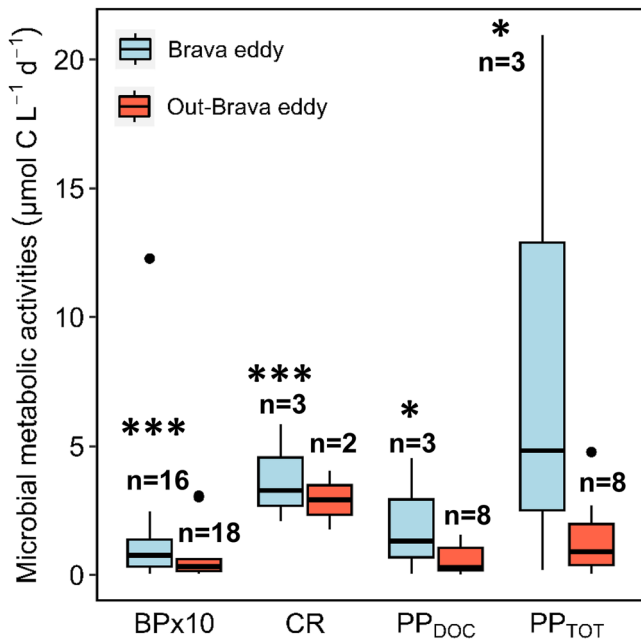 Microbial metabolic activities (µmol C L⁻¹ d⁻¹)
20
15
10
5
0
Brava eddy
Out-Brava eddy
*
n=3
***
n=16
n=18
***
n=3
n=2
*
n=3
n=8
n=8
BPx10 CR PP_DOC PP_TOT